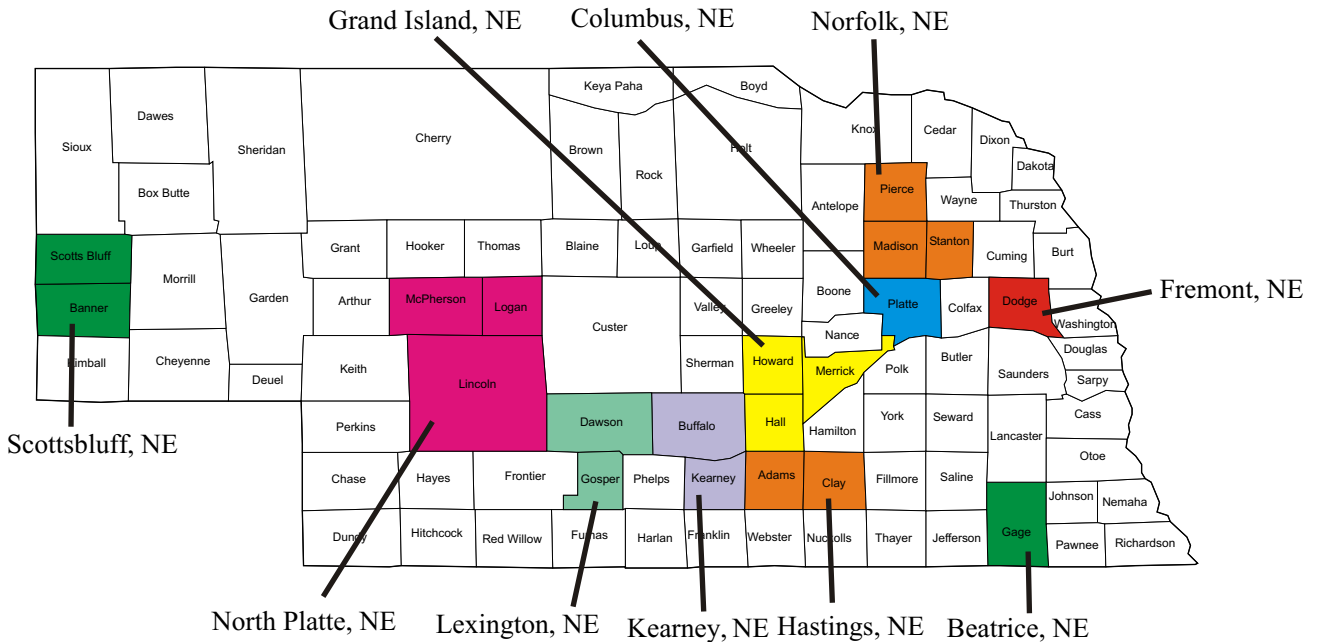 Grand Island, NE
Columbus, NE
Norfolk, NE
Keya Paha
Boyd
Dawes
Sioux
Sheridan
Cherry
Brown
Rock
Holt
Knox
Cedar
Dixon
Dakota
Box Butte
Antelope
Pierce
Wayne
Thurston
Scotts Bluff
Morrill
Grant
Hooker
Thomas
Blaine
Loup
Garfield
Wheeler
Madison
Stanton
Cuming
Burt
Banner
Garden
Arthur
McPherson
Logan
Custer
Valley
Greeley
Boone
Platte
Colfax
Dodge
Fremont, NE
Washington
Nance
Kimball
Cheyenne
Deuel
Keith
Lincoln
Sherman
Howard
Merrick
Polk
Butler
Saunders
Douglas
Sarpy
Perkins
Dawson
Buffalo
Hall
Hamilton
York
Seward
Lancaster
Cass
Otoe
Scottsbluff, NE
Chase
Hayes
Frontier
Gosper
Phelps
Kearney
Adams
Clay
Fillmore
Saline
Johnson
Nemaha
Dundy
Hitchcock
Red Willow
Furnas
Harlan
Franklin
Webster
Nuckolls
Thayer
Jefferson
Gage
Pawnee
Richardson
North Platte, NE
Lexington, NE
Kearney, NE
Hastings, NE
Beatrice, NE